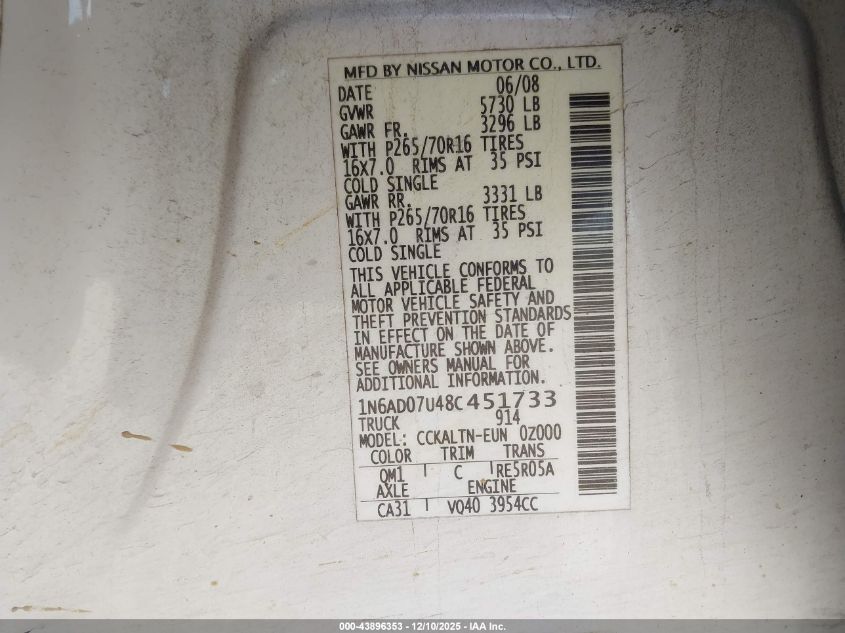 MFD BY NISSAN MOTOR CO., LTD.
DATE 06/08
GVWR 5730 LB
GAWR FR. 3296 LB
WITH P265/70R16 TIRES
16X7.0 RIMS AT 35 PSI
COLD SINGLE
GAWR RR. 3331 LB
WITH P265/70R16 TIRES
16X7.0 RIMS AT 35 PSI
COLD SINGLE
THIS VEHICLE CONFORMS TO
ALL APPLICABLE FEDERAL
MOTOR VEHICLE SAFETY AND
THEFT PREVENTION STANDARDS
IN EFFECT ON THE DATE OF
MANUFACTURE SHOWN ABOVE.
SEE OWNERS MANUAL FOR
ADDITIONAL INFORMATION.
1N6AD07U48C451733
TRUCK 914
MODEL: CCKALTN-EUN 0Z000
COLOR TRIM TRANS
QM1 C RE5R05A
AXLE ENGINE
CA31 VQ40 3954CC
000-43896353 - 12/10/2025 - IAA Inc.